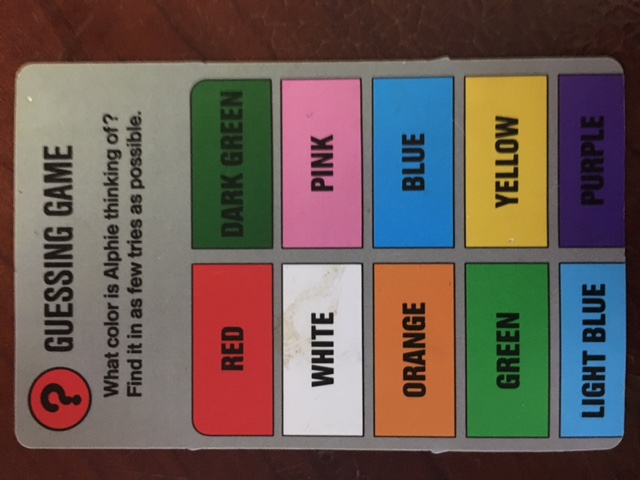 ?
GUESSING GAME
What color is Alphie thinking of?
Find it in as few tries as possible.
RED
DARK GREEN
WHITE
PINK
ORANGE
BLUE
GREEN
YELLOW
LIGHT BLUE
PURPLE